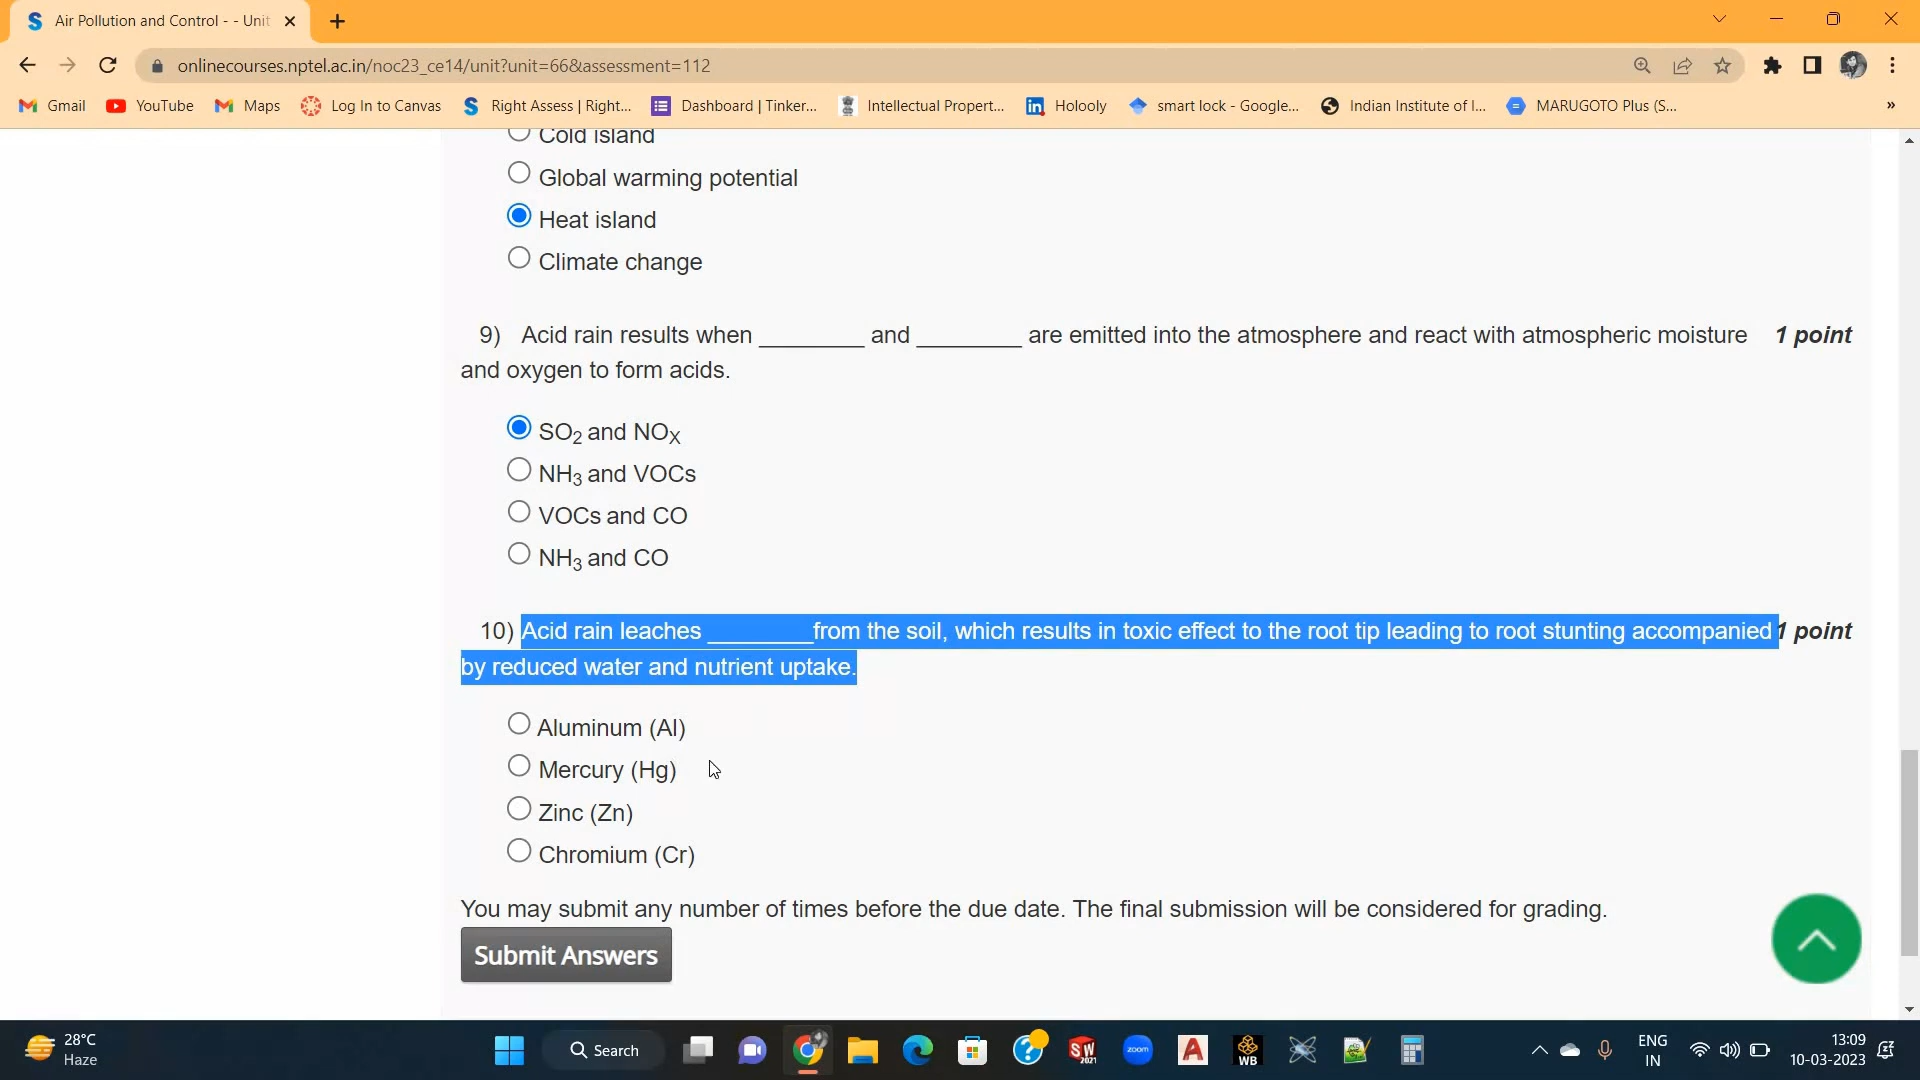 Air Pollution and Control - - Unit
onlinecourses.nptel.ac.in/noc23_ce14/unit?unit=66&assessment=112
Gmail YouTube Maps Log In to Canvas Right Assess | Right... Dashboard | Tinker... Intellectual Propert... Holooly smart lock - Google... Indian Institute of I... MARUGOTO Plus (S... »
Cold island
Global warming potential
Heat island
Climate change
9) Acid rain results when ________ and ________ are emitted into the atmosphere and react with atmospheric moisture 1 point
and oxygen to form acids.
SO₂ and NOₓ
NH₃ and VOCs
VOCs and CO
NH₃ and CO
10) Acid rain leaches ________from the soil, which results in toxic effect to the root tip leading to root stunting accompanied 1 point
by reduced water and nutrient uptake.
Aluminum (Al)
Mercury (Hg)
Zinc (Zn)
Chromium (Cr)
You may submit any number of times before the due date. The final submission will be considered for grading.
Submit Answers
28°C
Haze
Search
SW
2021
zoom
A
WB
ENG
IN
13:09
10-03-2023